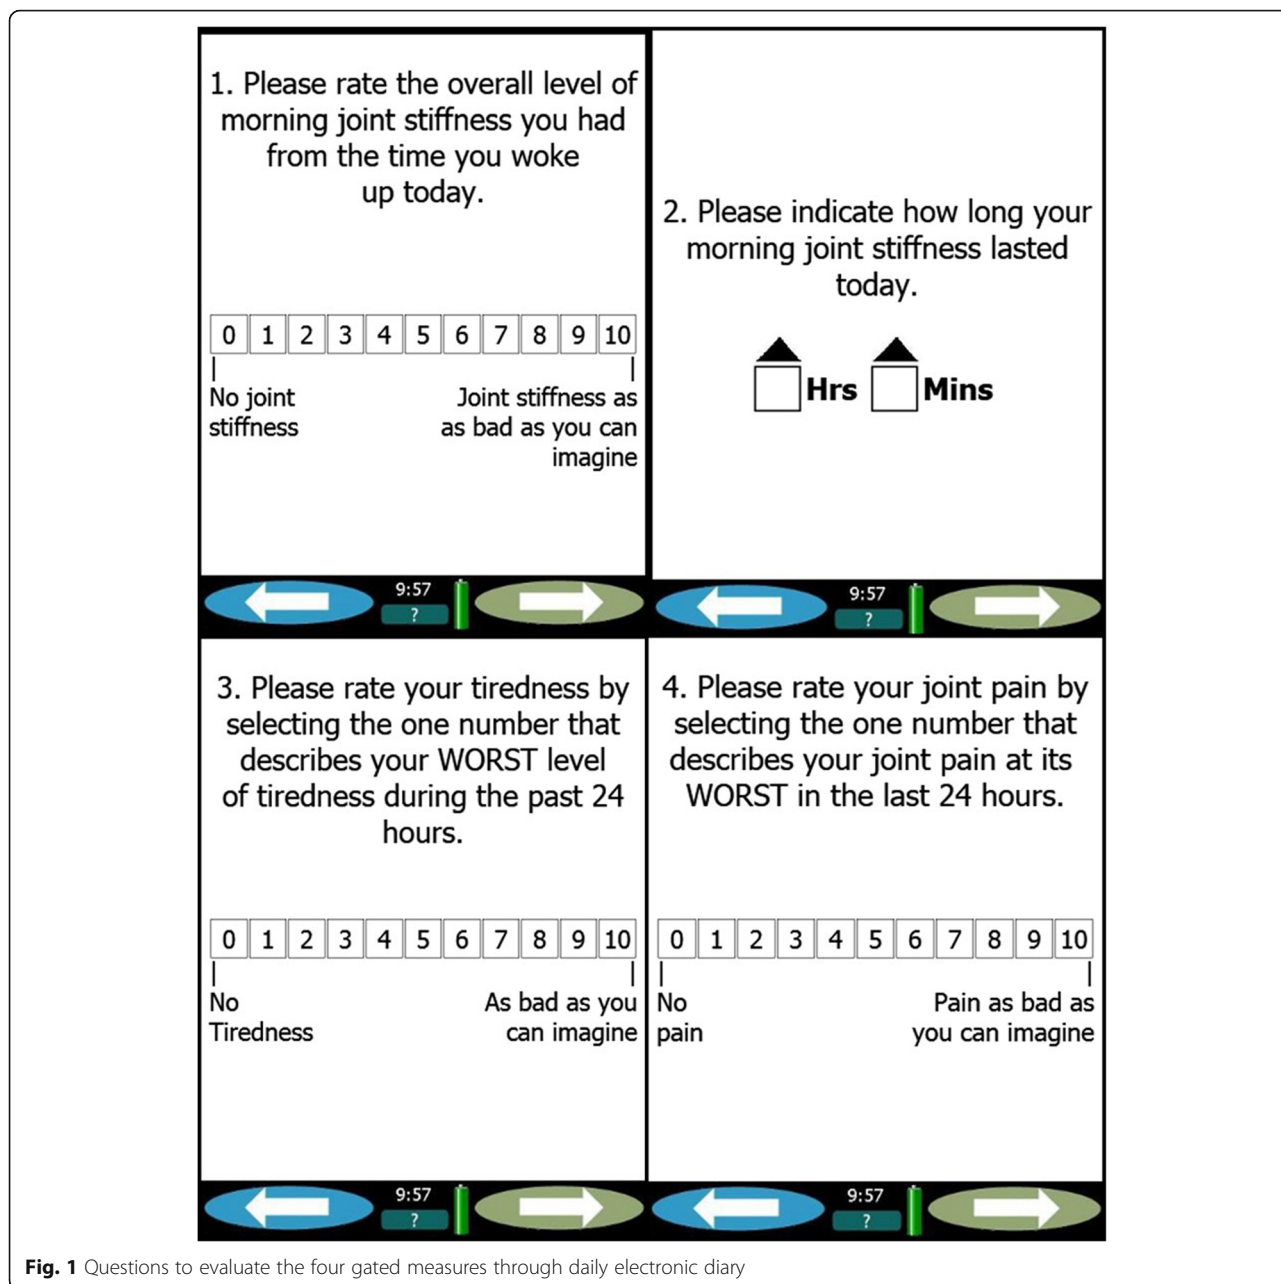 1. Please rate the overall level of
morning joint stiffness you had
from the time you woke
up today.
0 1 2 3 4 5 6 7 8 9 10
No joint
stiffness
Joint stiffness as
as bad as you can
imagine
9:57
?
2. Please indicate how long your
morning joint stiffness lasted
today.
Hrs Mins
9:57
?
3. Please rate your tiredness by
selecting the one number that
describes your WORST level
of tiredness during the past 24
hours.
0 1 2 3 4 5 6 7 8 9 10
No
Tiredness
As bad as you
can imagine
9:57
?
4. Please rate your joint pain by
selecting the one number that
describes your joint pain at its
WORST in the last 24 hours.
0 1 2 3 4 5 6 7 8 9 10
No
pain
Pain as bad as
you can imagine
9:57
?
Fig. 1 Questions to evaluate the four gated measures through daily electronic diary